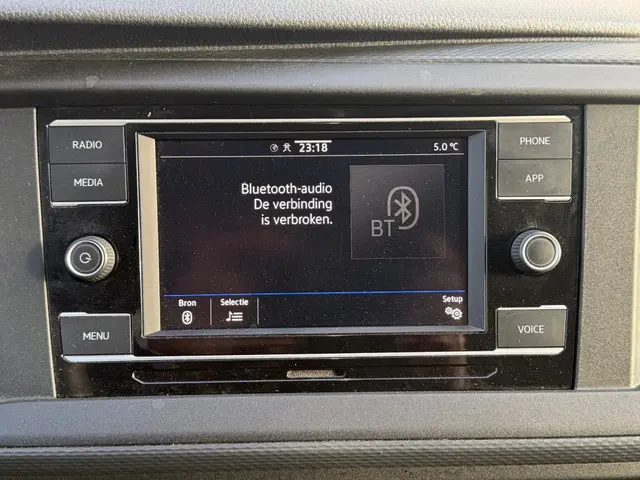 RADIO
MEDIA
MENU
23:18
5.0 °C
Bluetooth-audio
De verbinding
is verbroken.
BT
Bron
Selectie
Setup
PHONE
APP
VOICE